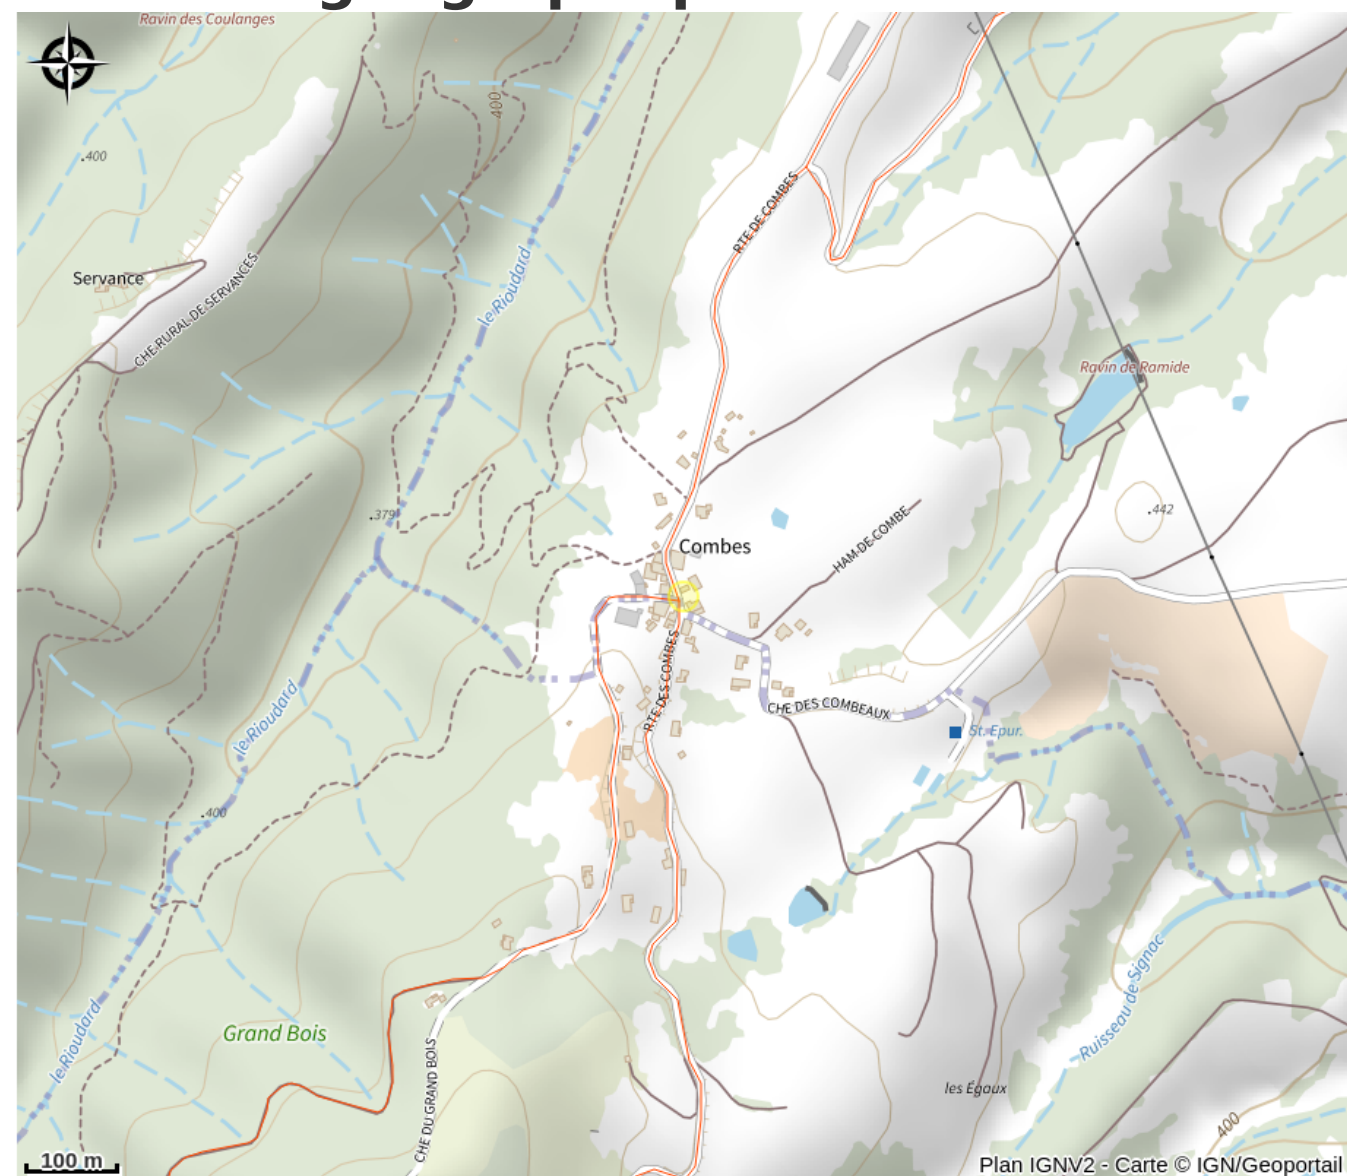 Ravin des Coulanges
400
.400
RTE DE COMBES
Servance
CHE RURAL DE SERVANCES
le Rioudard
Ravin de Ramide
.379
.442
HAM DE COMBE
Combes
RTE DES COMBES
CHE DES COMBEAUX
le Rioudard
St. Epur.
.400
Ruisseau de Signac
le Rioudard
Grand Bois
CHE DU GRAND BOIS
les Égaux
400
100 m
Plan IGNV2 - Carte © IGN/Geoportail